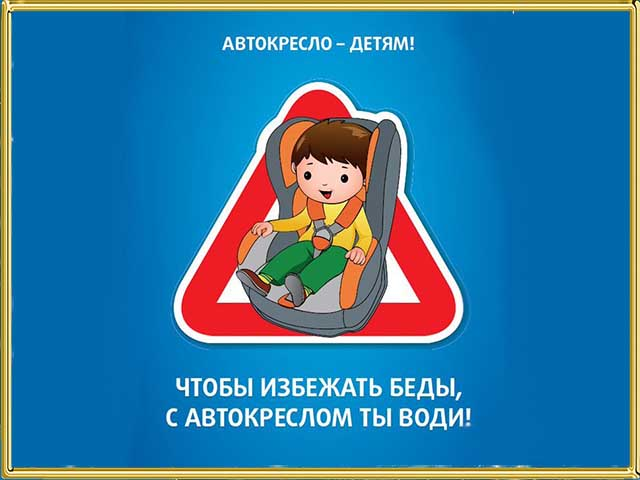 АВТОКРЕСЛО – ДЕТЯМ!
ЧТОБЫ ИЗБЕЖАТЬ БЕДЫ,
С АВТОКРЕСЛОМ ТЫ ВОДИ!